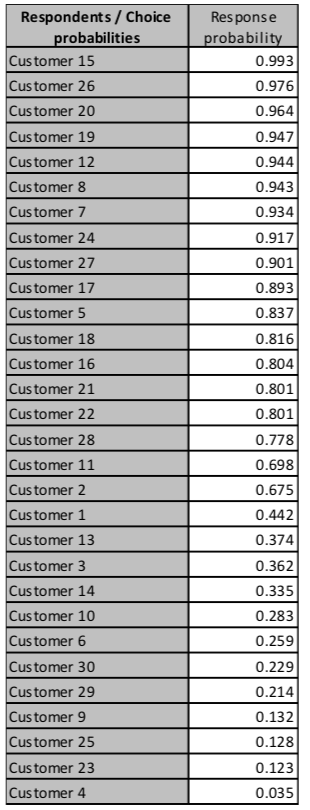 Respondents / Choice Response
probabilities probability
Customer 15 0.993
Customer 26 0.976
Customer 20 0.964
Customer 19 0.947
Customer 12 0.944
Customer 8 0.943
Customer 7 0.934
Customer 24 0.917
Customer 27 0.901
Customer 17 0.893
Customer 5 0.837
Customer 18 0.816
Customer 16 0.804
Customer 21 0.801
Customer 22 0.801
Customer 28 0.778
Customer 11 0.698
Customer 2 0.675
Customer 1 0.442
Customer 13 0.374
Customer 3 0.362
Customer 14 0.335
Customer 10 0.283
Customer 6 0.259
Customer 30 0.229
Customer 29 0.214
Customer 9 0.132
Customer 25 0.128
Customer 23 0.123
Customer 4 0.035